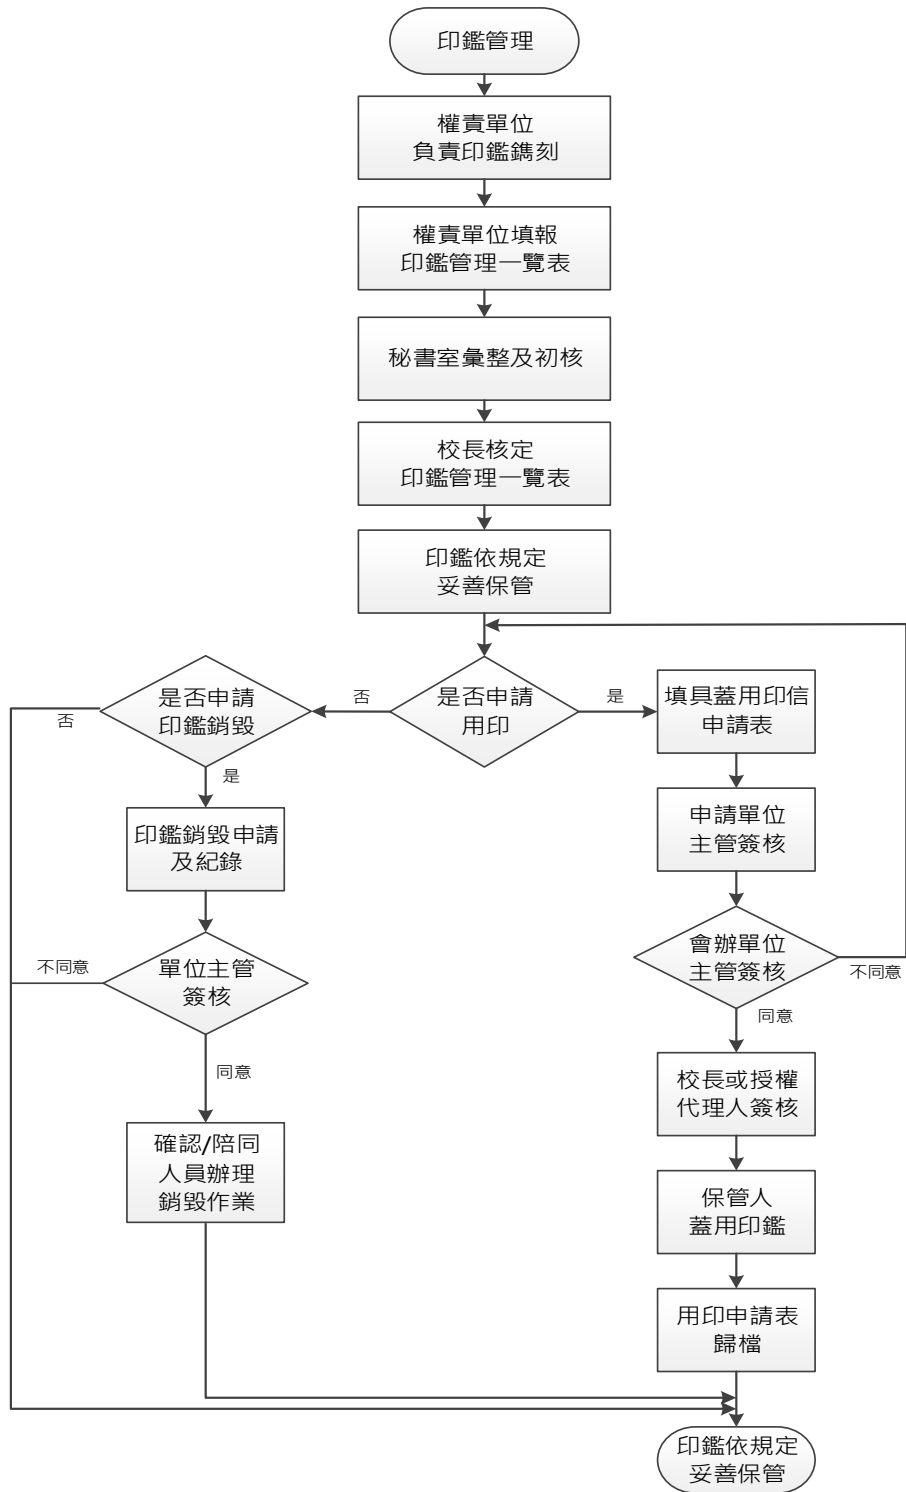 印鑑管理
權責單位
負責印鑑鐫刻
權責單位填報
印鑑管理一覽表
秘書室彙整及初核
校長核定
印鑑管理一覽表
印鑑依規定
妥善保管
是否申請
用印
否
是
是否申請
印鑑銷毀
否
是
印鑑銷毀申請
及紀錄
單位主管
簽核
不同意
同意
確認/陪同
人員辦理
銷毀作業
填具蓋用印信
申請表
申請單位
主管簽核
會辦單位
主管簽核
不同意
同意
校長或授權
代理人簽核
保管人
蓋用印鑑
用印申請表
歸檔
印鑑依規定
妥善保管